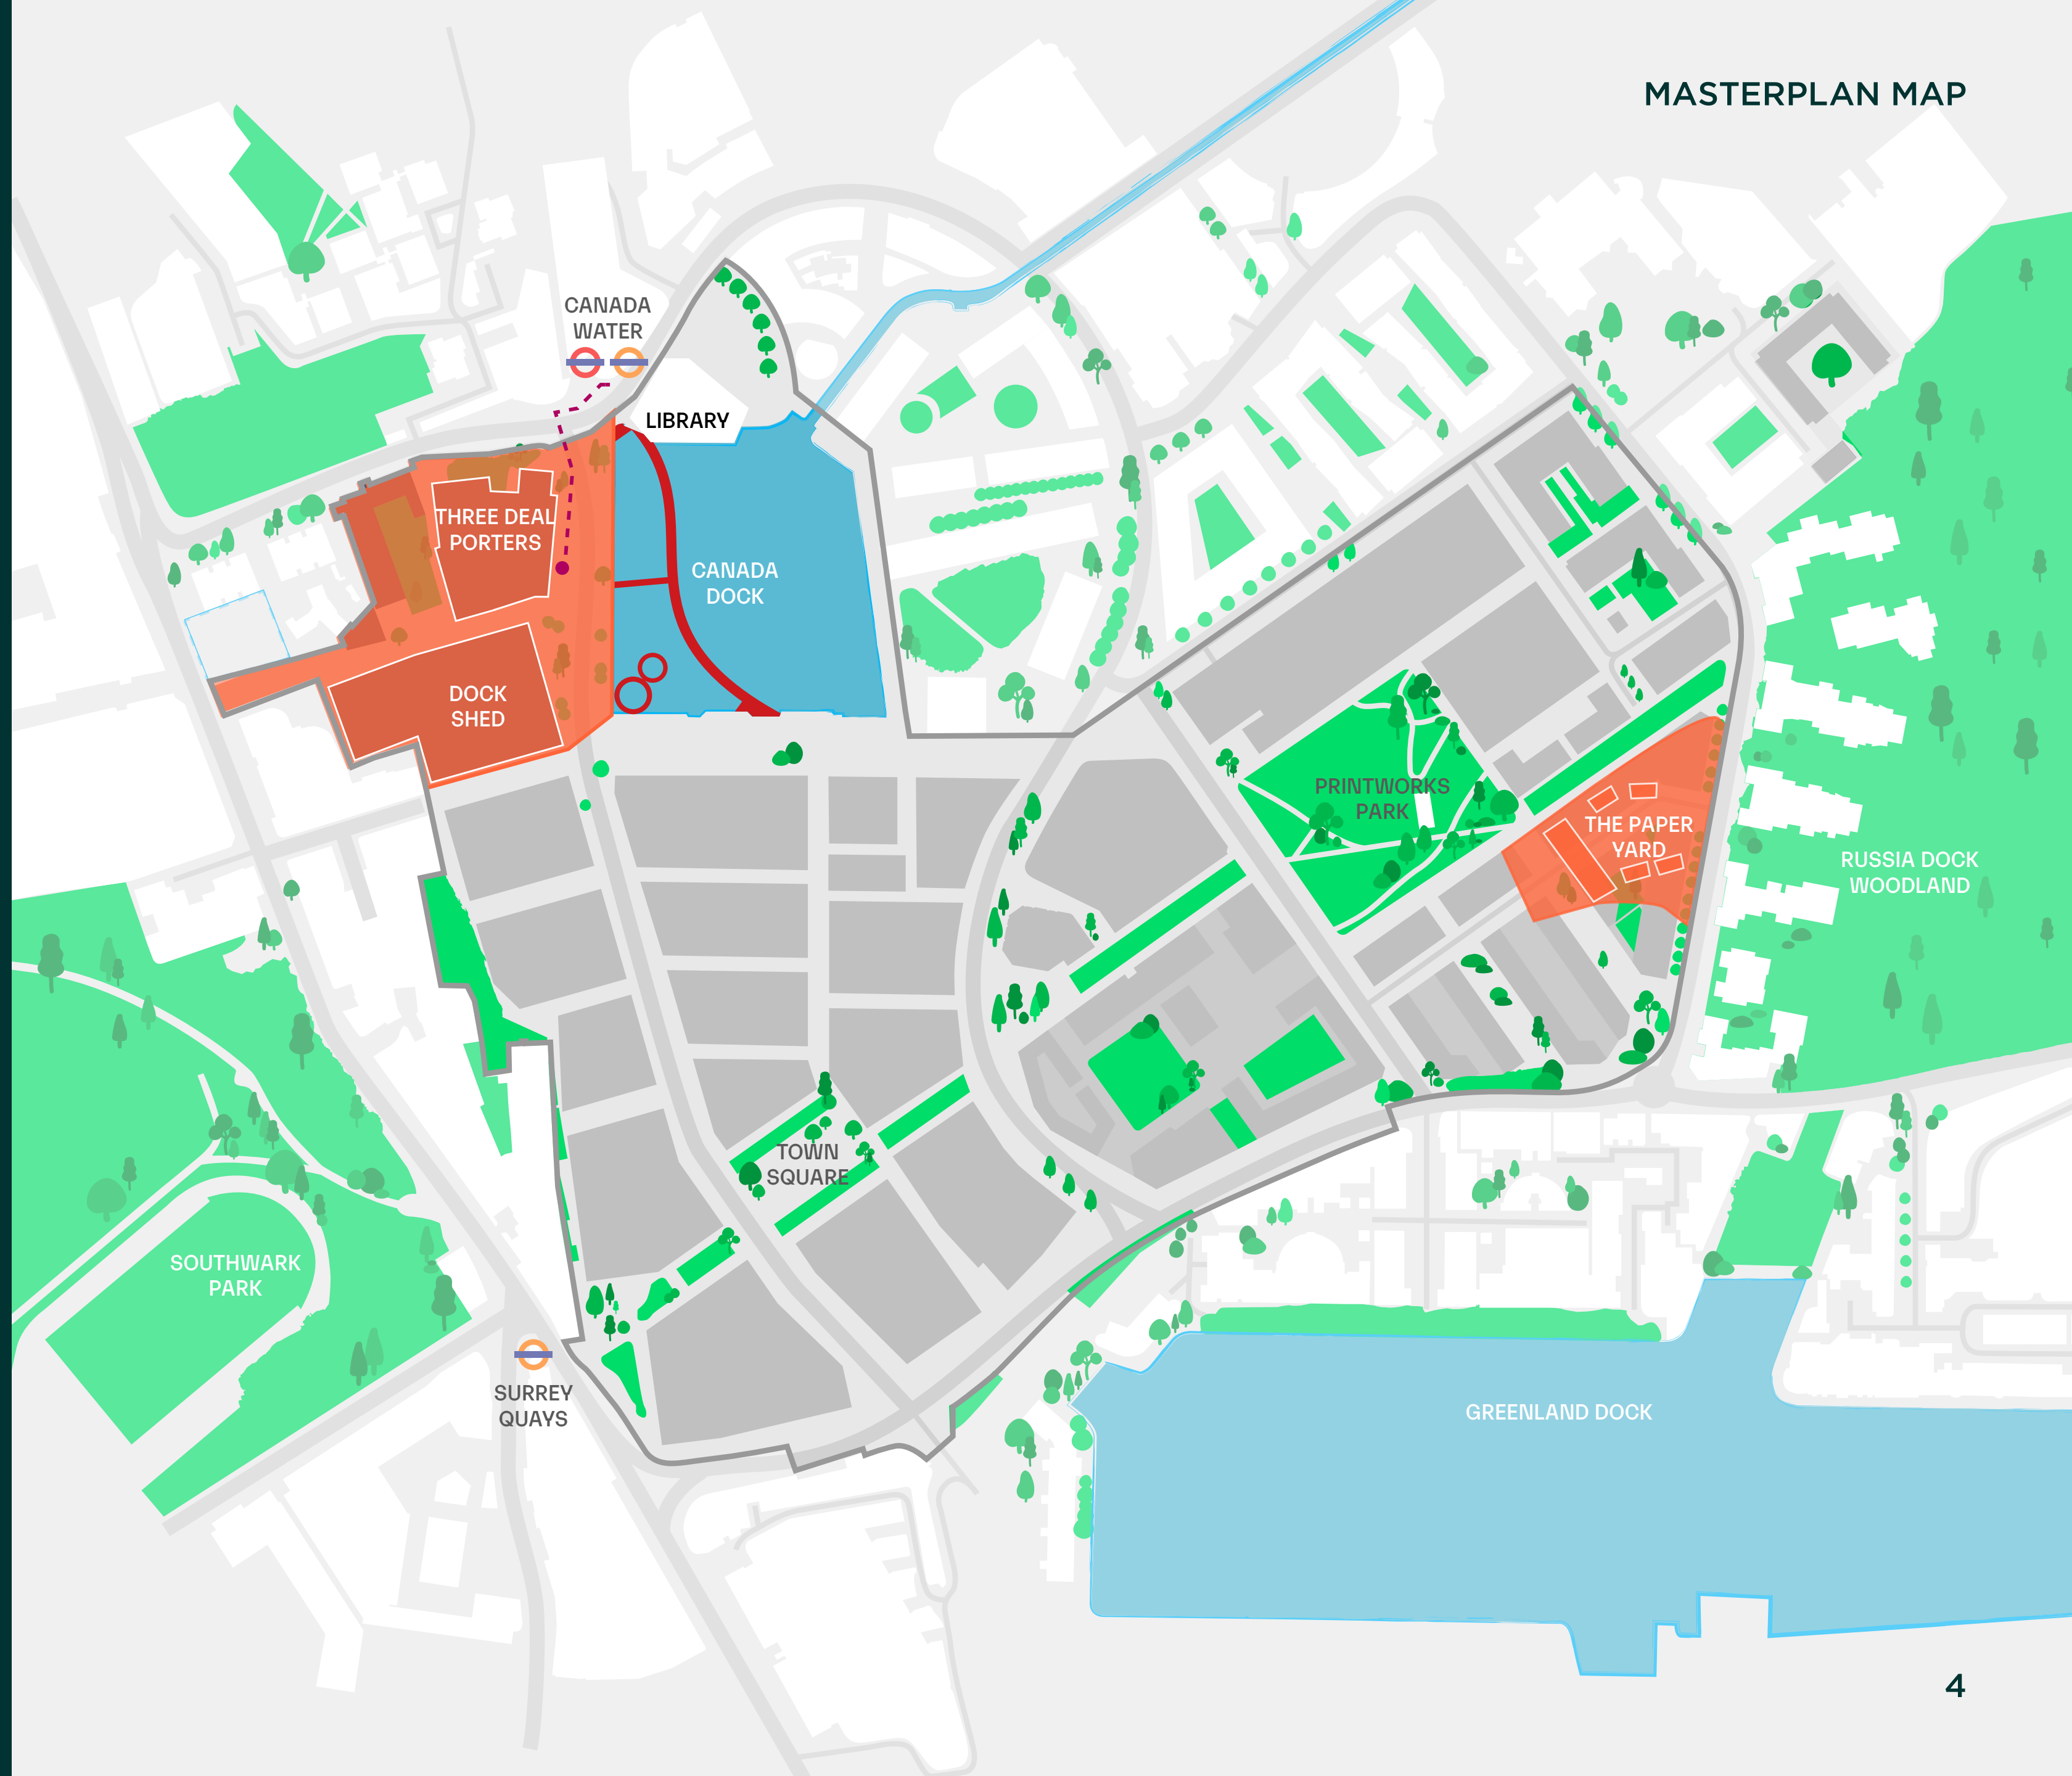 MASTERPLAN MAP
CANADA
WATER
LIBRARY
THREE DEAL
PORTERS
CANADA
DOCK
DOCK
SHED
PRINTWORKS
PARK
THE PAPER
YARD
RUSSIA DOCK
WOODLAND
TOWN
SQUARE
SOUTHWARK
PARK
SURREY
QUAYS
GREENLAND DOCK
4